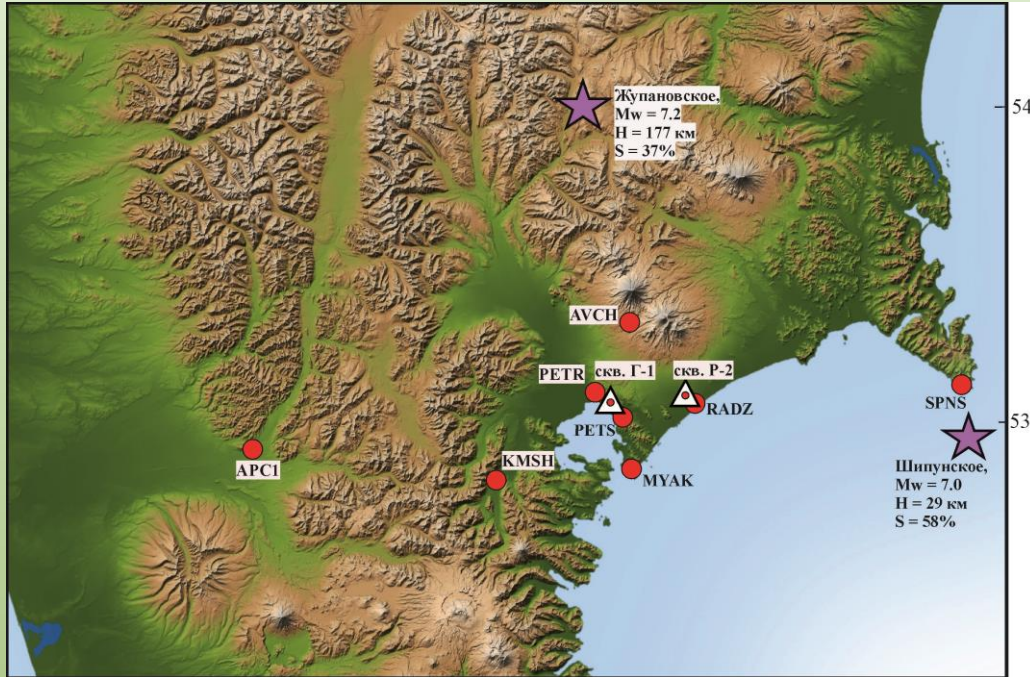 Жупановское,
Mw = 7.2
H = 177 км
S = 37%
54
AVCH
PETR
скв. Г-1
скв. Р-2
RADZ
SPNS
PETS
53
APC1
KMSH
MYAK
Шипунское,
Mw = 7.0
H = 29 км
S = 58%